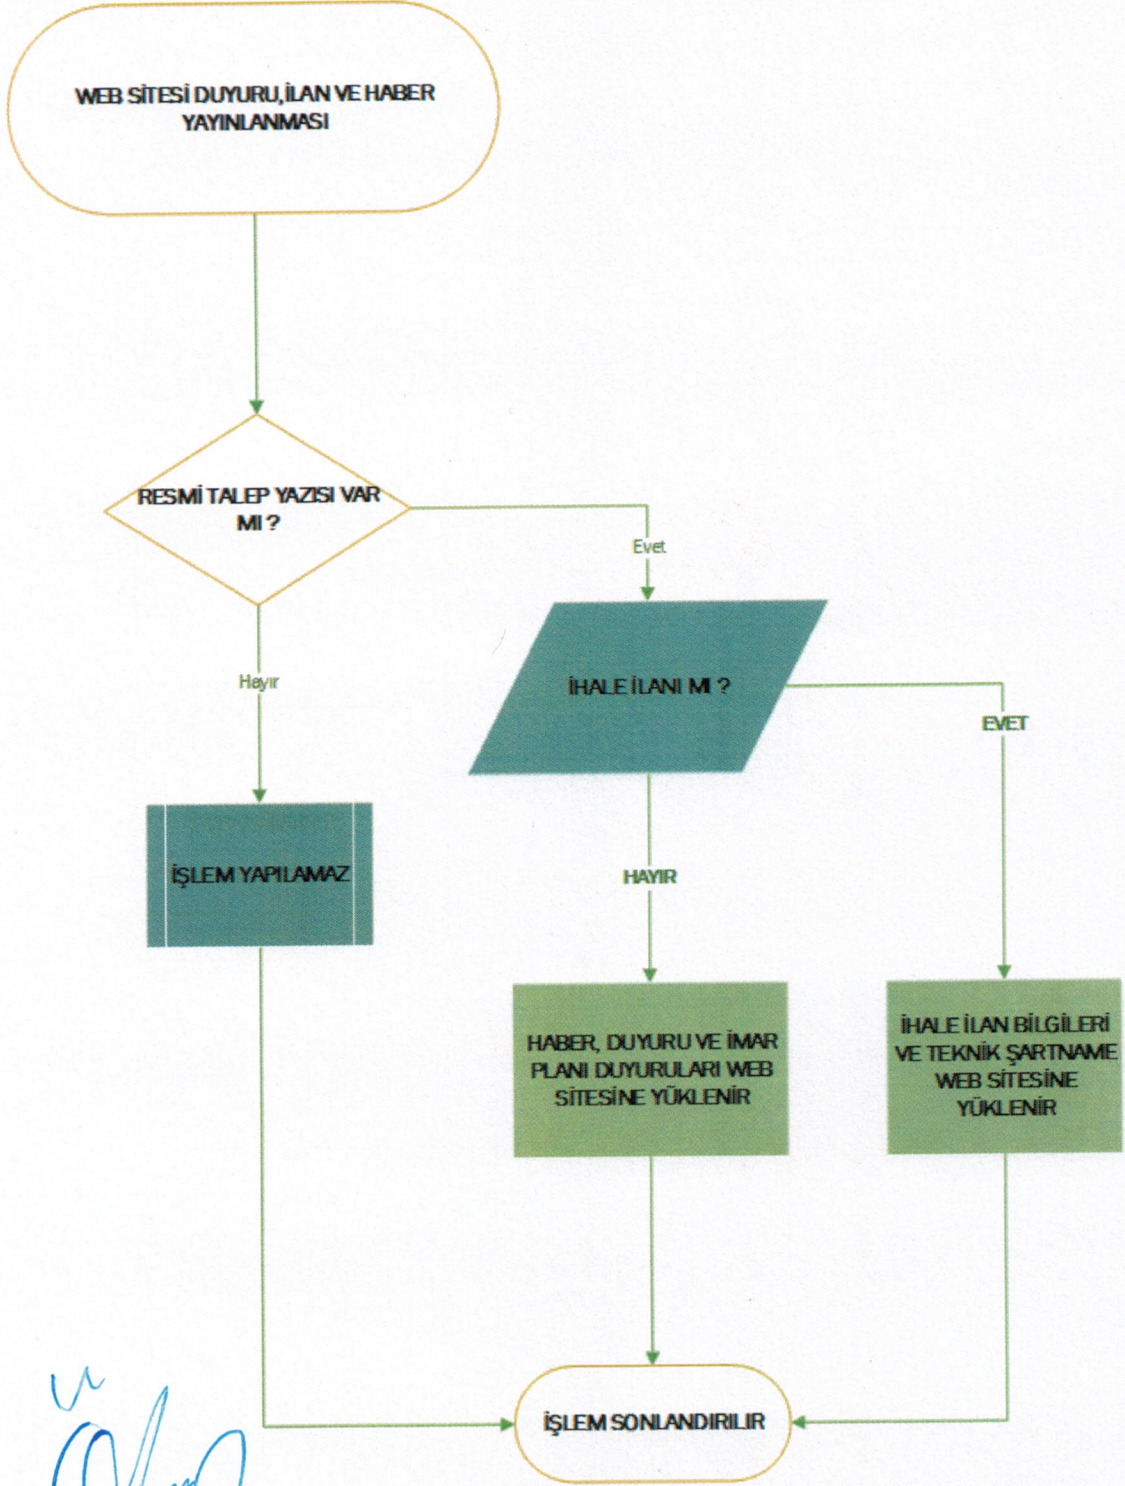 WEB SİTESİ DUYURU,İLAN VE HABER
YAYINLANMASI
RESMİ TALEP YAZISI VAR
MI ?
Evet
Hayır
İHALE İLANI MI ?
EVET
İŞLEM YAPILAMAZ
HAYIR
HABER, DUYURU VE İMAR
PLANI DUYURULARI WEB
SİTESİNE YÜKLENİR
İHALE İLAN BİLGİLERİ
VE TEKNİK ŞARTNAME
WEB SİTESİNE
YÜKLENİR
İŞLEM SONLANDIRILIR